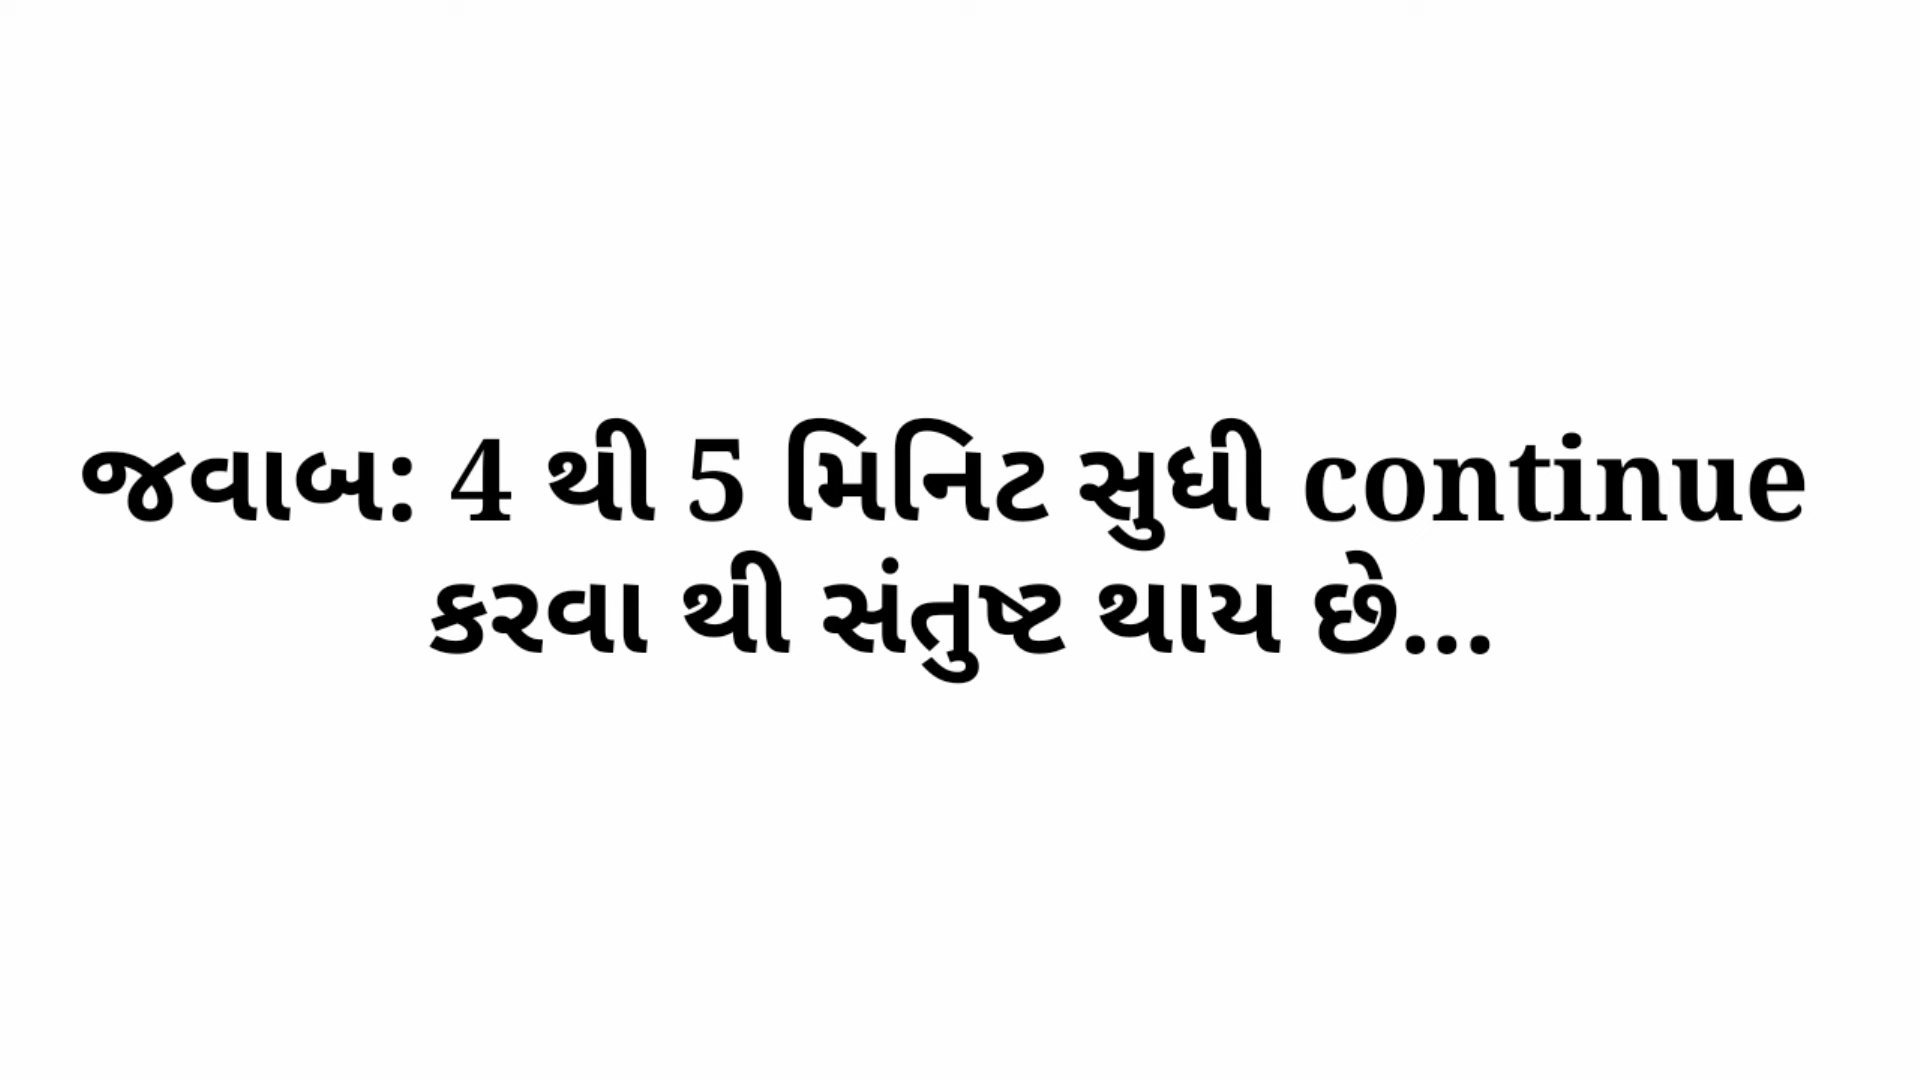 જવાબ: 4 થી 5 મિનિટ સુધી continue
કરવા થી સંતુષ્ટ થાય છે...